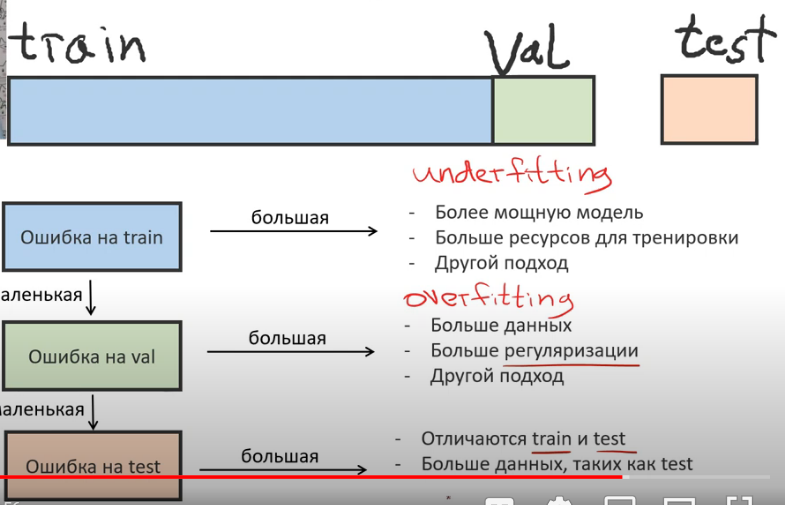 train val test
underfitting
Ошибка на train
большая
- Более мощную модель
- Больше ресурсов для тренировки
- Другой подход
аленькая
overfitting
Ошибка на val
большая
- Больше данных
- Больше регуляризации
- Другой подход
аленькая
Ошибка на test
большая
- Отличаются train и test
- Больше данных, таких как test